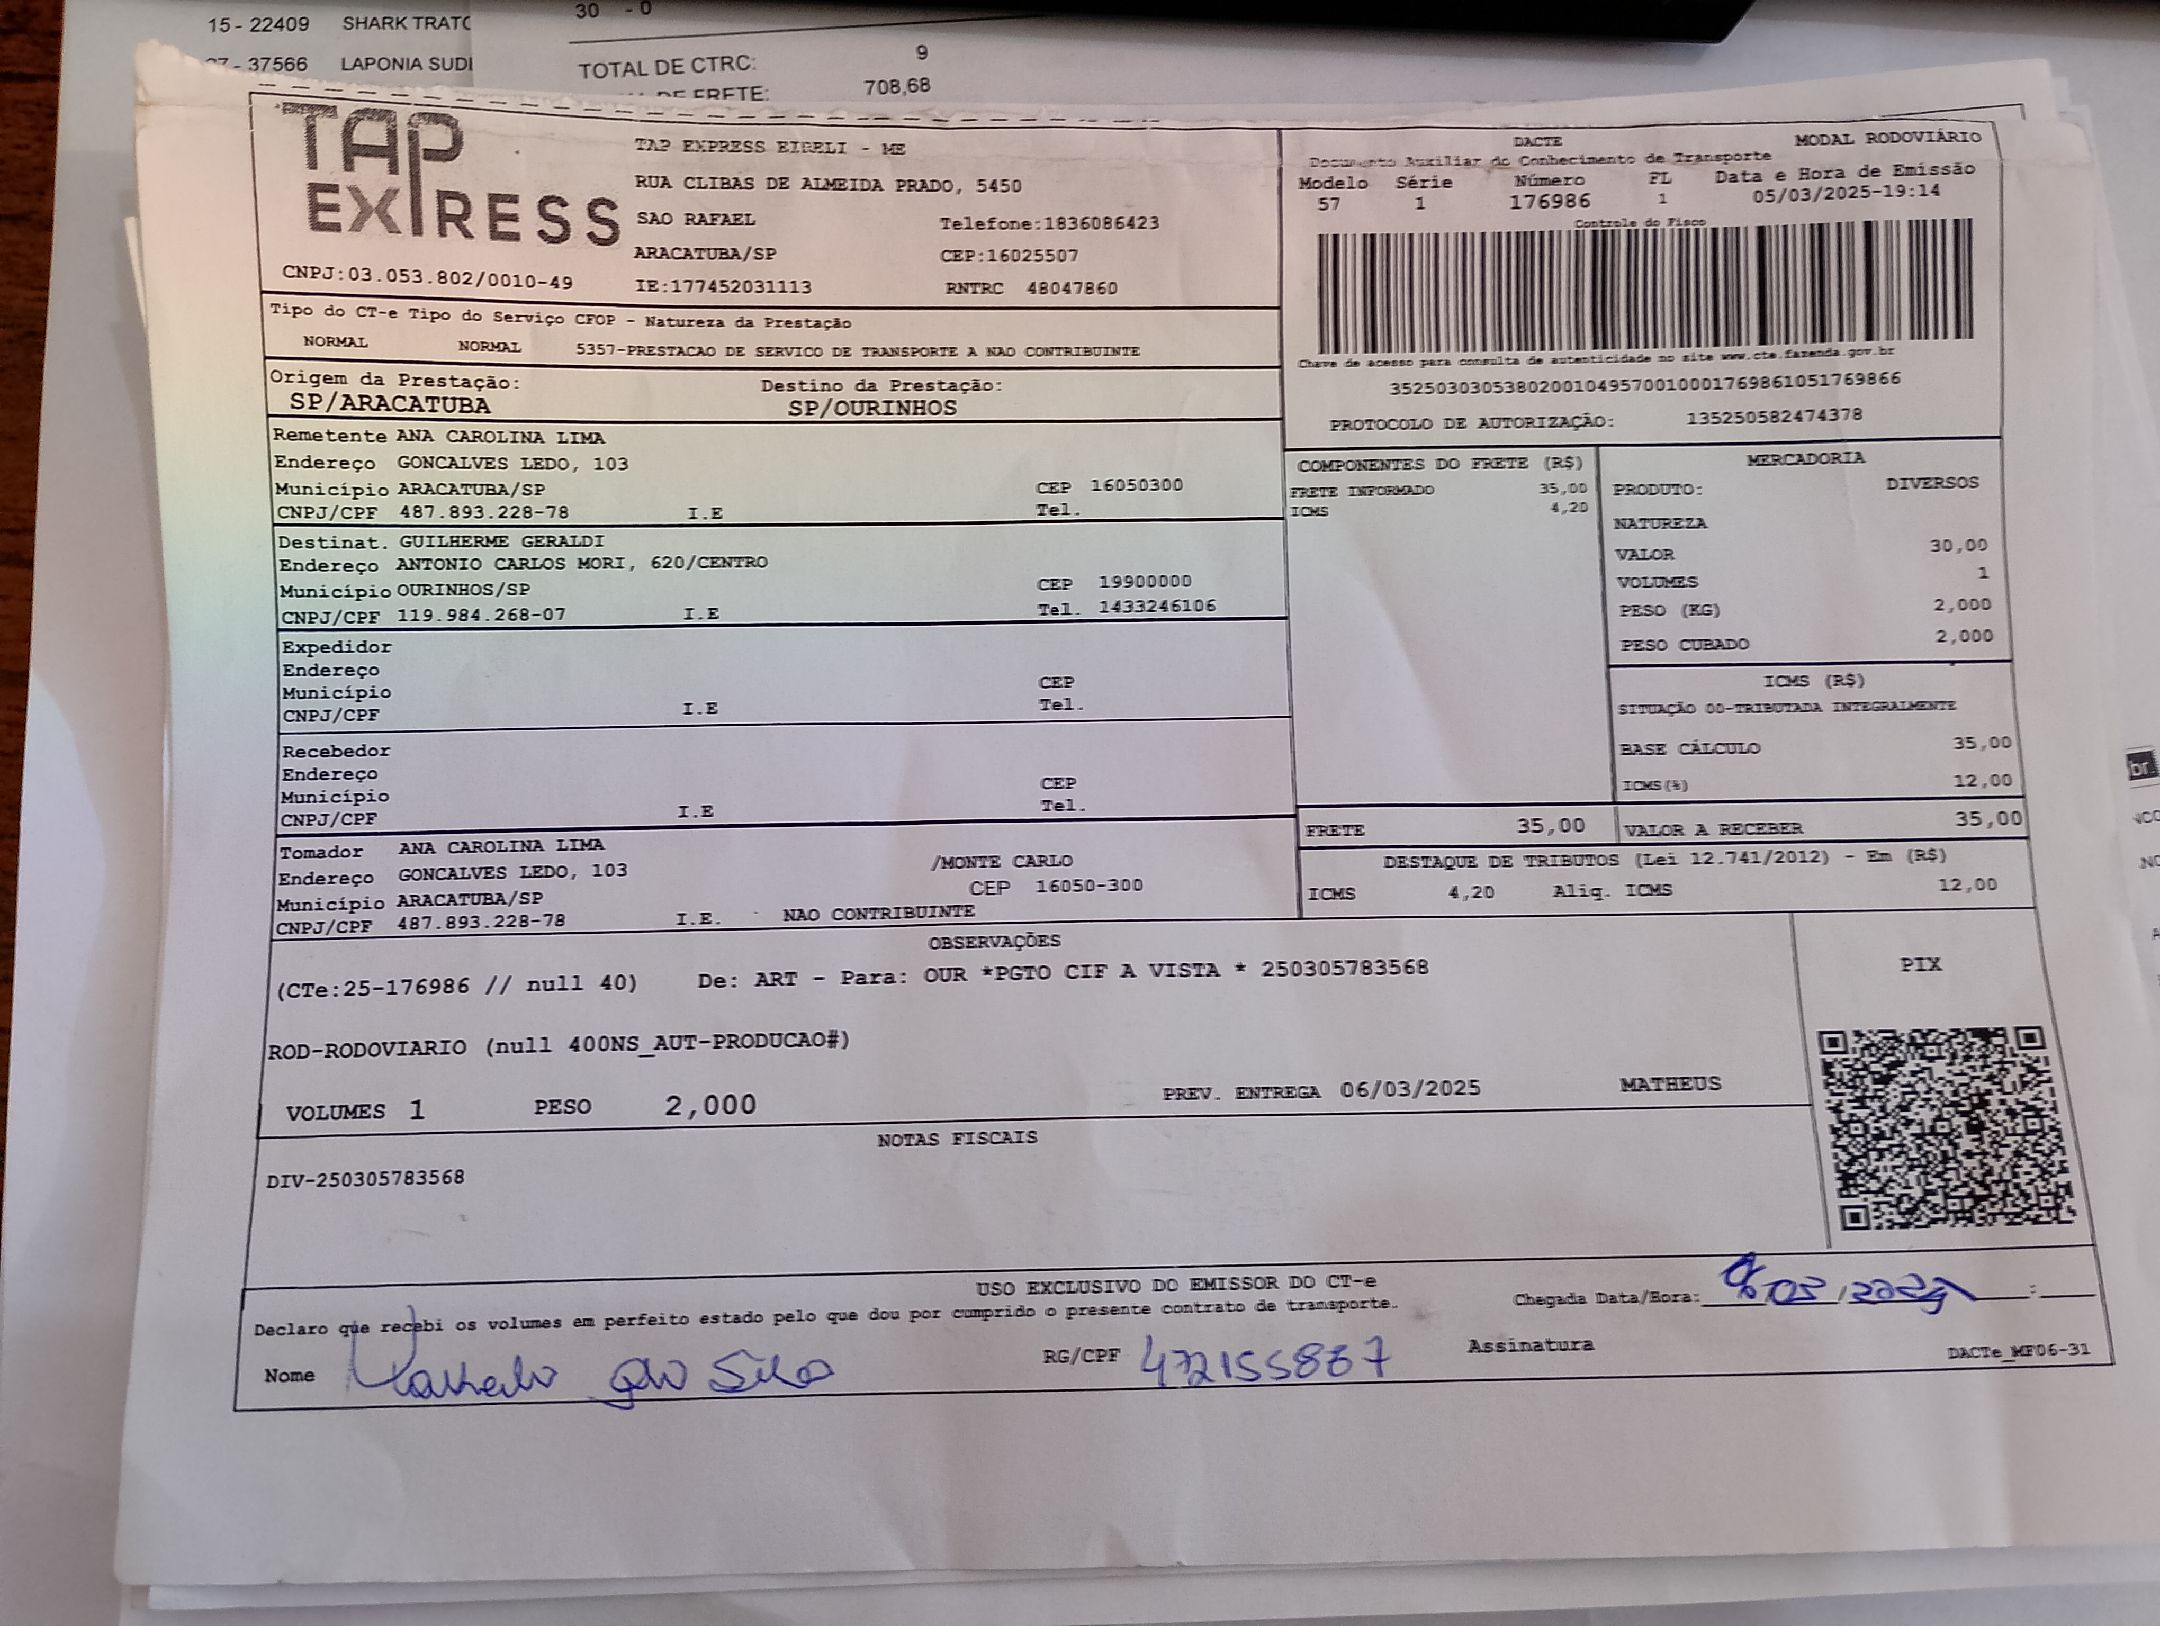 15 - 22409 SHARK TRATO
37566 LAPONIA SUDI
30 - 0
TOTAL DE CTRC: 9
DE FRETE: 708,68
TAP EXPRESS
CNPJ:03.053.802/0010-49
TAP EXPRESS EIRELI - ME
RUA CLIBAS DE ALMEIDA PRADO, 5450
SAO RAFAEL Telefone:1836086423
ARACATUBA/SP CEP:16025507
IE:177452031113 RNTRC 48047860
DACTE MODAL RODOVIÁRIO
Documento Auxiliar do Conhecimento de Transporte
Modelo Série Número FL Data e Hora de Emissão
57 1 176986 1 05/03/2025-19:14
Controle do Fisco
Chave de acesso para consulta de autenticidade no site www.cte.fazenda.gov.br
35250303053802001049570010001769861051769866
PROTOCOLO DE AUTORIZAÇÃO: 135250582474378
Tipo do CT-e Tipo do Serviço CFOP - Natureza da Prestação
NORMAL NORMAL 5357-PRESTACAO DE SERVICO DE TRANSPORTE A NAO CONTRIBUINTE
Origem da Prestação: Destino da Prestação:
SP/ARACATUBA SP/OURINHOS
Remetente ANA CAROLINA LIMA
Endereço GONCALVES LEDO, 103
Município ARACATUBA/SP CEP 16050300
CNPJ/CPF 487.893.228-78 I.E Tel.
Destinat. GUILHERME GERALDI
Endereço ANTONIO CARLOS MORI, 620/CENTRO
Município OURINHOS/SP CEP 19900000
CNPJ/CPF 119.984.268-07 I.E Tel. 1433246106
Expedidor
Endereço
Município CEP
CNPJ/CPF I.E Tel.
Recebedor
Endereço
Município CEP
CNPJ/CPF I.E Tel.
Tomador ANA CAROLINA LIMA
Endereço GONCALVES LEDO, 103 /MONTE CARLO
Município ARACATUBA/SP CEP 16050-300
CNPJ/CPF 487.893.228-78 I.E. NAO CONTRIBUINTE
COMPONENTES DO FRETE (R$)
FRETE INFORMADO 35,00
ICMS 4,20
MERCADORIA
PRODUTO: DIVERSOS
NATUREZA
VALOR 30,00
VOLUMES 1
PESO (KG) 2,000
PESO CUBADO 2,000
ICMS (R$)
SITUAÇÃO 00-TRIBUTADA INTEGRALMENTE
BASE CÁLCULO 35,00
ICMS(%) 12,00
FRETE 35,00 VALOR A RECEBER 35,00
DESTAQUE DE TRIBUTOS (Lei 12.741/2012) - Em (R$)
ICMS 4,20 Aliq. ICMS 12,00
OBSERVAÇÕES
(CTe:25-176986 // null 40) De: ART - Para: OUR *PGTO CIF A VISTA * 250305783568
ROD-RODOVIARIO (null 400NS_AUT-PRODUCAO#)
VOLUMES 1 PESO 2,000 PREV. ENTREGA 06/03/2025 MATHEUS
PIX
NOTAS FISCAIS
DIV-250305783568
USO EXCLUSIVO DO EMISSOR DO CT-e
Declaro que recebi os volumes em perfeito estado pelo que dou por cumprido o presente contrato de transporte.
Chegada Data/Hora: /03/2025 :
Nome Silva RG/CPF 472155837 Assinatura
DACTe_MF06-31
br